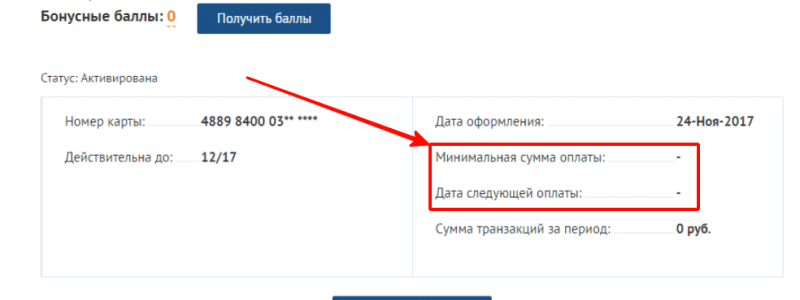 Бонусные баллы: 0 Получить баллы
Статус: Активирована
Номер карты: 4889 8400 03** **** Дата оформления: 24-Ноя-2017
Действительна до: 12/17 Минимальная сумма оплаты: -
Дата следующей оплаты: -
Сумма транзакций за период: 0 руб.